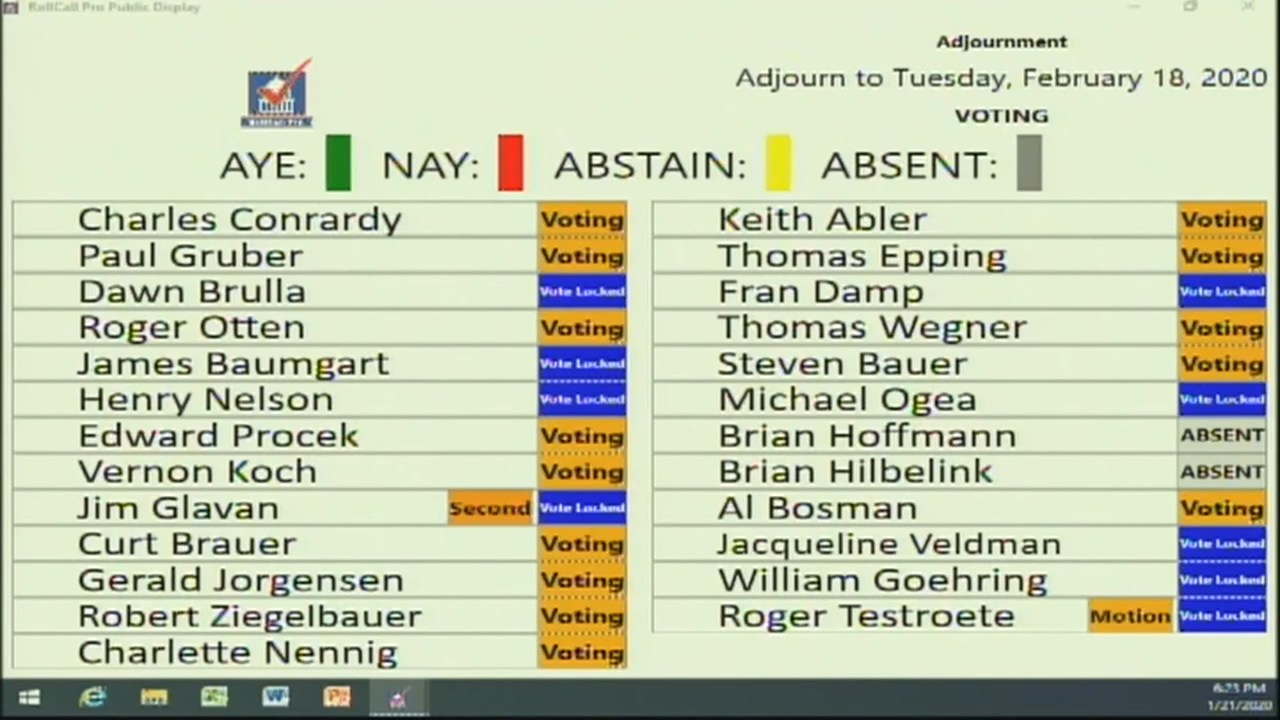 RollCall Pro Public Display
Adjournment
Adjourn to Tuesday, February 18, 2020
VOTING
AYE: NAY: ABSTAIN: ABSENT:
Charles Conrardy Voting
Paul Gruber Voting
Dawn Brulla Vote Locked
Roger Otten Voting
James Baumgart Vote Locked
Henry Nelson Vote Locked
Edward Procek Voting
Vernon Koch Voting
Jim Glavan Second Vote Locked
Curt Brauer Voting
Gerald Jorgensen Voting
Robert Ziegelbauer Voting
Charlette Nennig Voting
Keith Abler Voting
Thomas Epping Voting
Fran Damp Vote Locked
Thomas Wegner Voting
Steven Bauer Voting
Michael Ogea Vote Locked
Brian Hoffmann ABSENT
Brian Hilbelink ABSENT
Al Bosman Voting
Jacqueline Veldman Vote Locked
William Goehring Vote Locked
Roger Testroete Motion Vote Locked
6:23 PM
1/21/2020